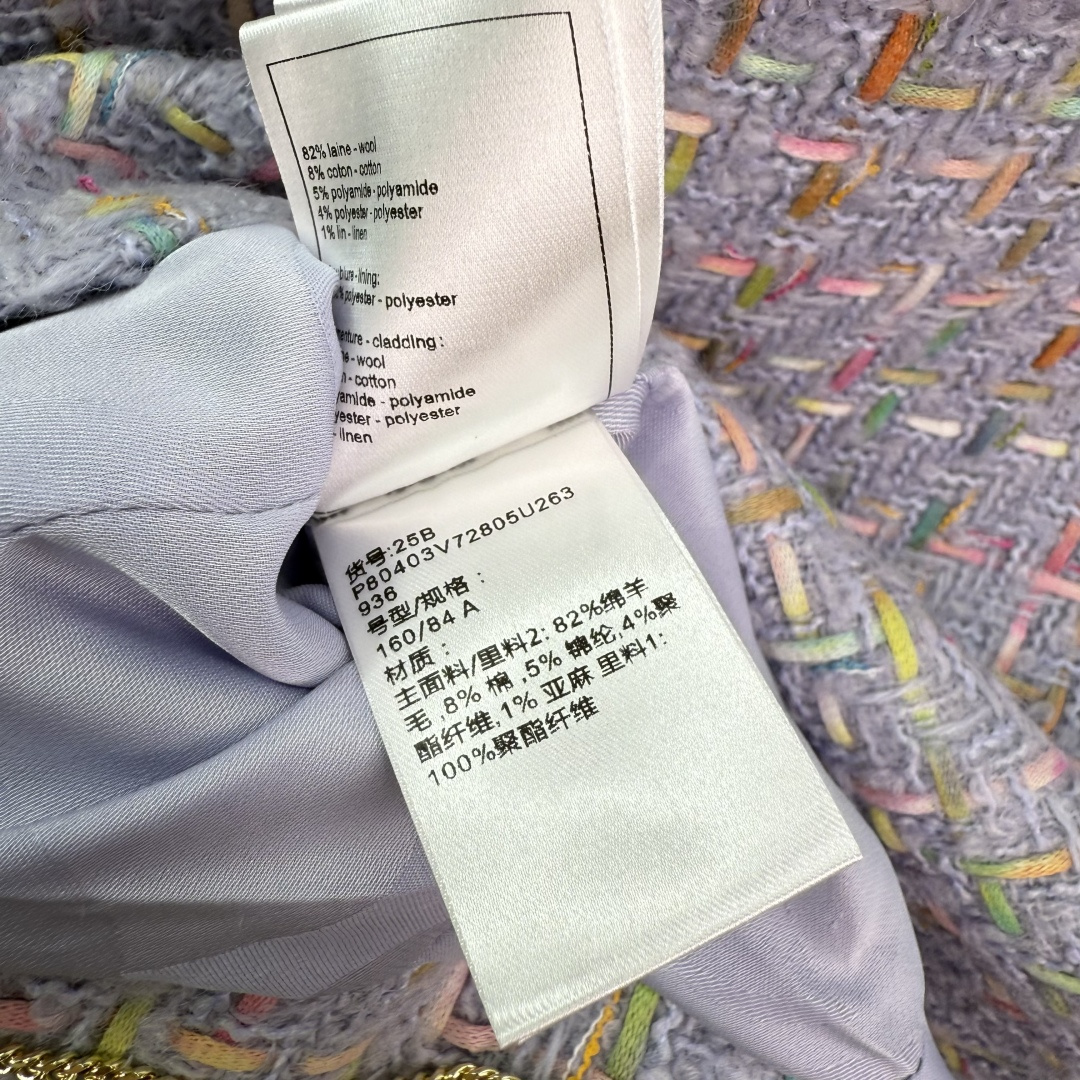 82% laine - wool
8% coton - cotton
5% polyamide - polyamide
4% polyester - polyester
1% lin - linen
- lining:
polyester - polyester
- cladding:
- wool
- cotton
- polyamide
- polyester
- linen
货号:25B
P80403V72805U263
936
号型/规格：
160/84 A
材质：
主面料/里料2: 82%绵羊
毛 ,8% 棉 ,5% 锦纶,4%聚
酯纤维,1% 亚麻 里料1:
100%聚酯纤维